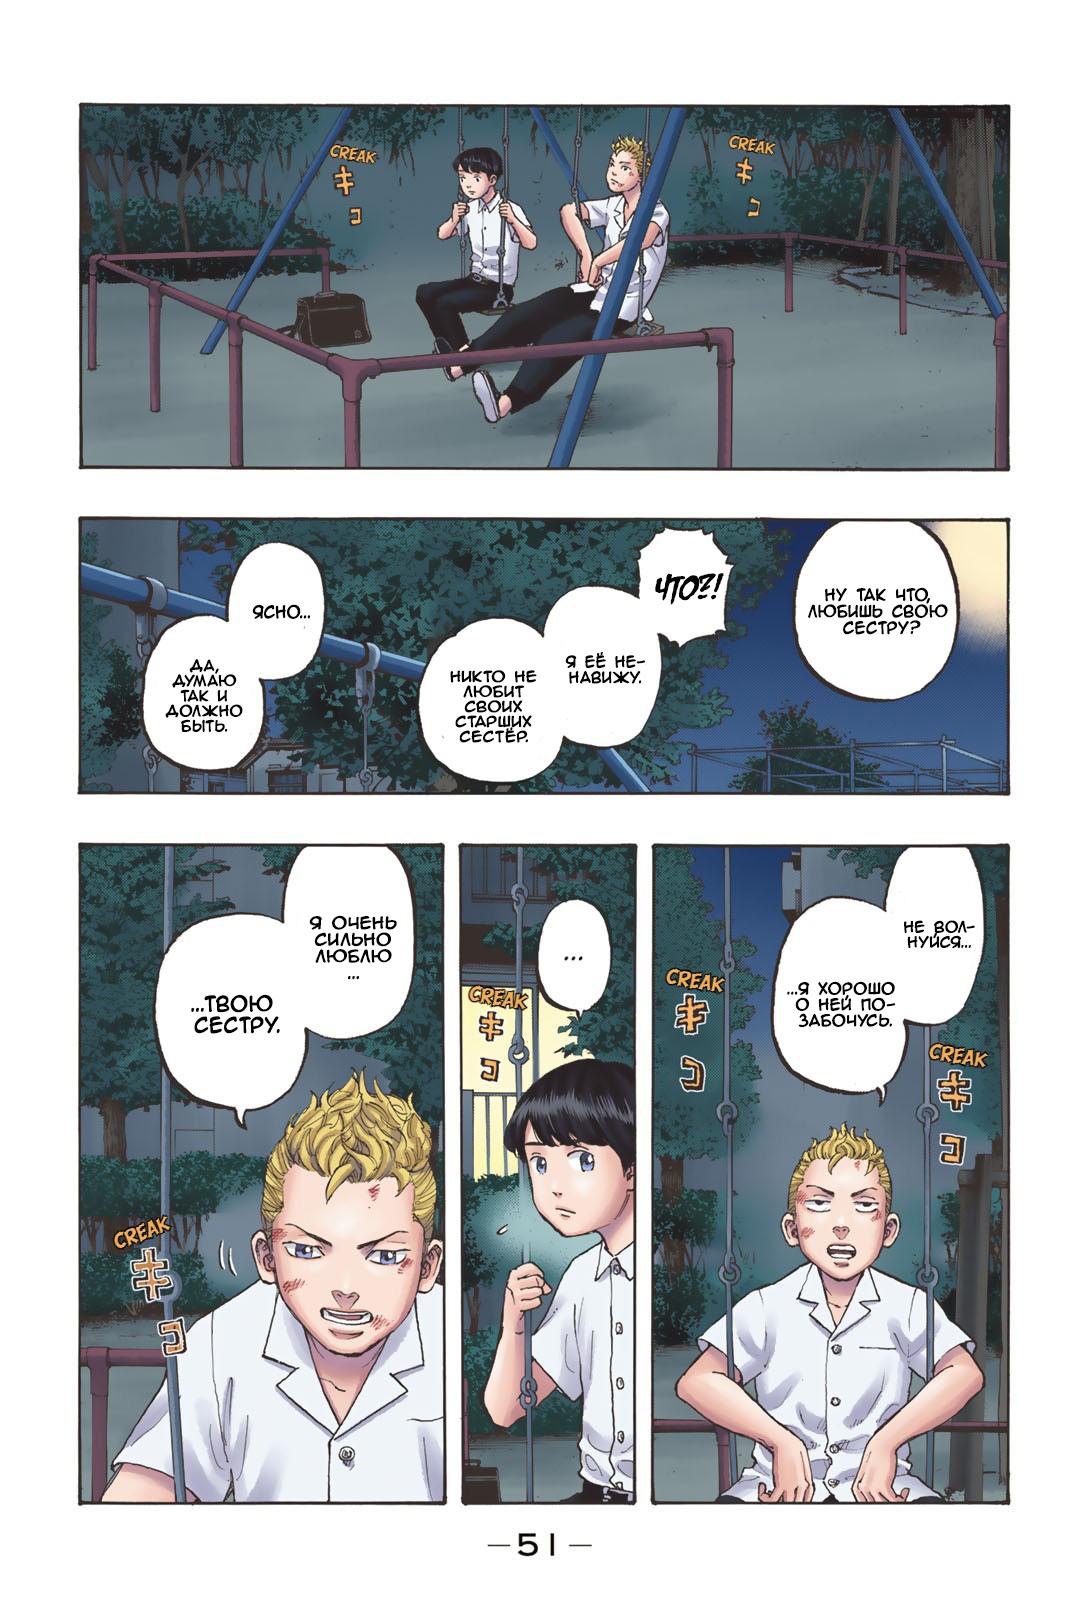 CREAK
キコ
CREAK
キコ
НУ ТАК ЧТО,
ЛЮБИШЬ СВОЮ
СЕСТРУ?
ЧТО?!
Я ЕЁ НЕ-
НАВИЖУ.
НИКТО НЕ
ЛЮБИТ
СВОИХ
СТАРШИХ
СЕСТЁР.
ЯСНО...
ДА,
ДУМАЮ
ТАК И
ДОЛЖНО
БЫТЬ.
НЕ ВОЛ-
НУЙСЯ...
...Я ХОРОШО
О НЕЙ ПО-
ЗАБОЧУСЬ.
CREAK
キコ
CREAK
キコ
...
CREAK
キコ
Я ОЧЕНЬ
СИЛЬНО
ЛЮБЛЮ
...
...ТВОЮ
СЕСТРУ.
CREAK
キコ
— 51 —